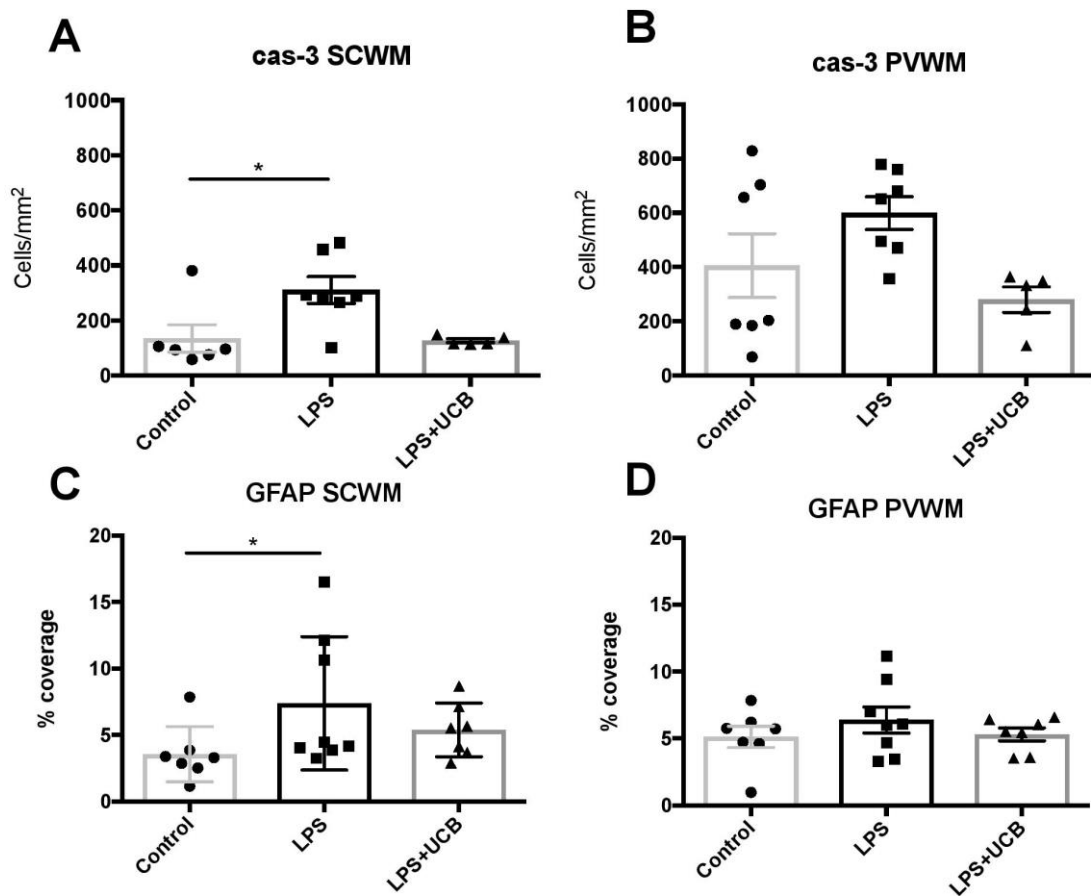 A
cas-3 SCWM
Cells/mm²
1000
800
600
400
200
0
*
Control
LPS
LPS+UCB
B
cas-3 PVWM
Cells/mm²
1000
800
600
400
200
0
Control
LPS
LPS+UCB
C
GFAP SCWM
% coverage
20
15
10
5
0
*
Control
LPS
LPS+UCB
D
GFAP PVWM
% coverage
20
15
10
5
0
Control
LPS
LPS+UCB